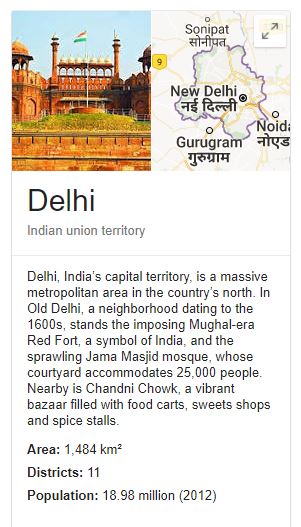 Sonipat
सोनीपत
9
New Delhi
नई दिल्ली
Noida
नोएड
Gurugram
गुरुग्राम
Delhi
Indian union territory
Delhi, India's capital territory, is a massive
metropolitan area in the country's north. In
Old Delhi, a neighborhood dating to the
1600s, stands the imposing Mughal-era
Red Fort, a symbol of India, and the
sprawling Jama Masjid mosque, whose
courtyard accommodates 25,000 people.
Nearby is Chandni Chowk, a vibrant
bazaar filled with food carts, sweets shops
and spice stalls.
Area: 1,484 km²
Districts: 11
Population: 18.98 million (2012)